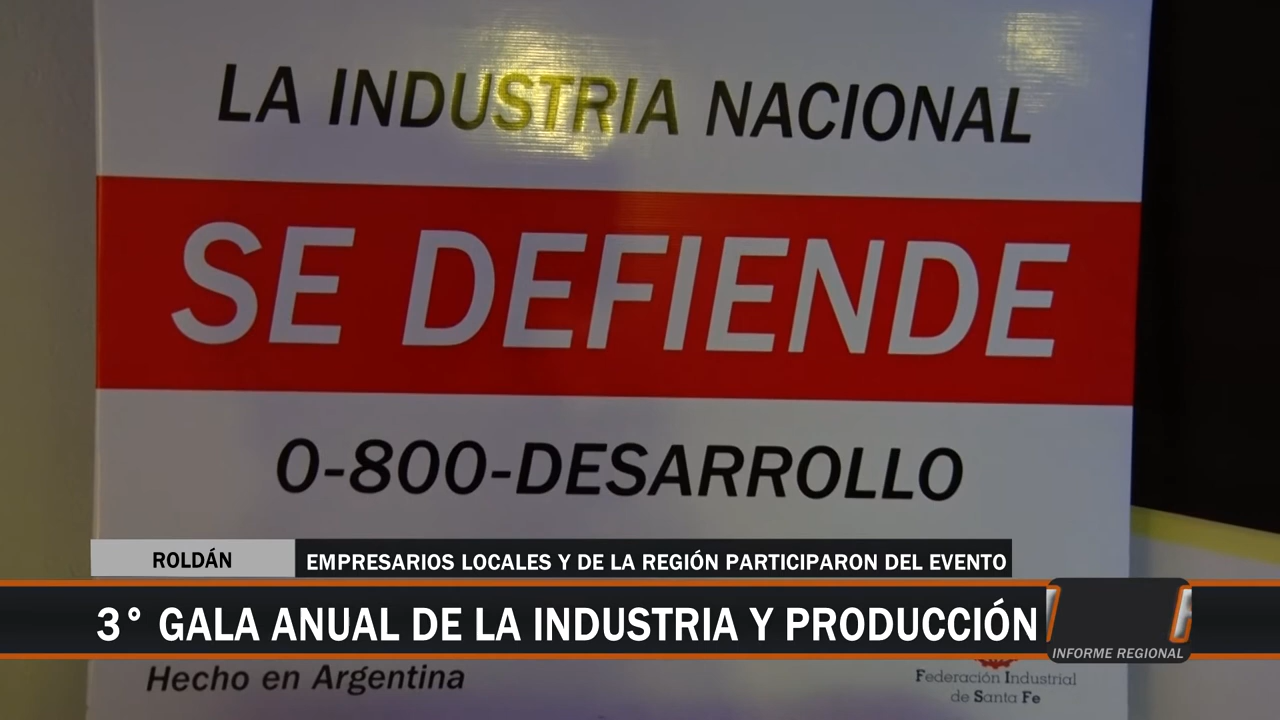 LA INDUSTRIA NACIONAL
SE DEFIENDE
0-800-DESARROLLO
ROLDÁN
EMPRESARIOS LOCALES Y DE LA REGIÓN PARTICIPARON DEL EVENTO
3° GALA ANUAL DE LA INDUSTRIA Y PRODUCCIÓN
INFORME REGIONAL
Hecho en Argentina
Federación Industrial
de Santa Fe